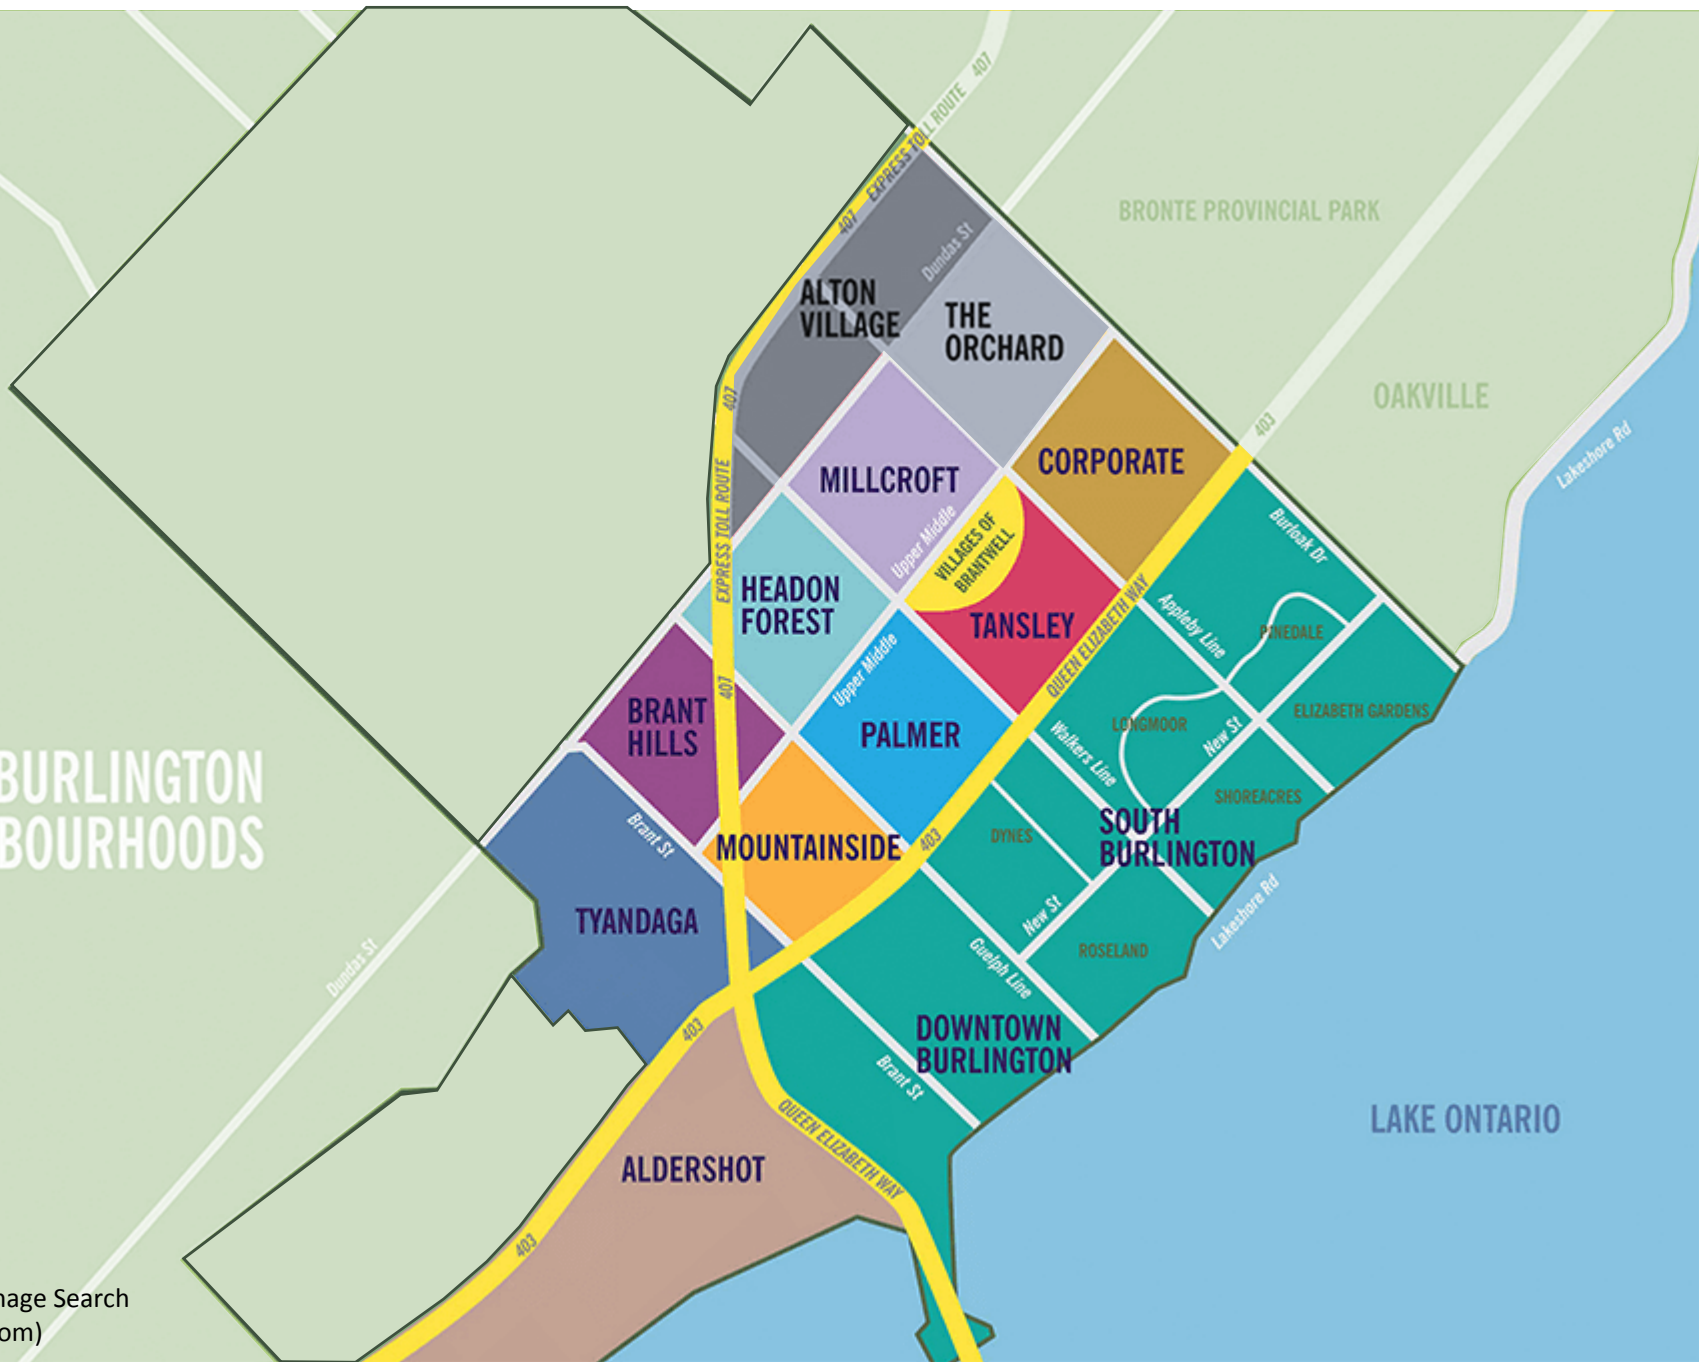 407
EXPRESS TOLL ROUTE
407
BRONTE PROVINCIAL PARK
Dundas St
ALTON
VILLAGE
THE
ORCHARD
407
OAKVILLE
403
Lakeshore Rd
CORPORATE
MILLCROFT
EXPRESS TOLL ROUTE
Upper Middle
VILLAGES OF
BRANTWELL
Burloak Dr
HEADON
FOREST
TANSLEY
QUEEN ELIZABETH WAY
Appleby Line
PINEDALE
Upper Middle
407
BRANT
HILLS
PALMER
LONGMOOR
New St
ELIZABETH GARDENS
Walkers Line
BURLINGTON
BOURHOODS
Brant St
MOUNTAINSIDE
403
DYNES
SHOREACRES
SOUTH
BURLINGTON
TYANDAGA
New St
Lakeshore Rd
Dundas St
Guelph Line
ROSELAND
403
DOWNTOWN
BURLINGTON
Brant St
LAKE ONTARIO
QUEEN ELIZABETH WAY
ALDERSHOT
403
mage Search
om)